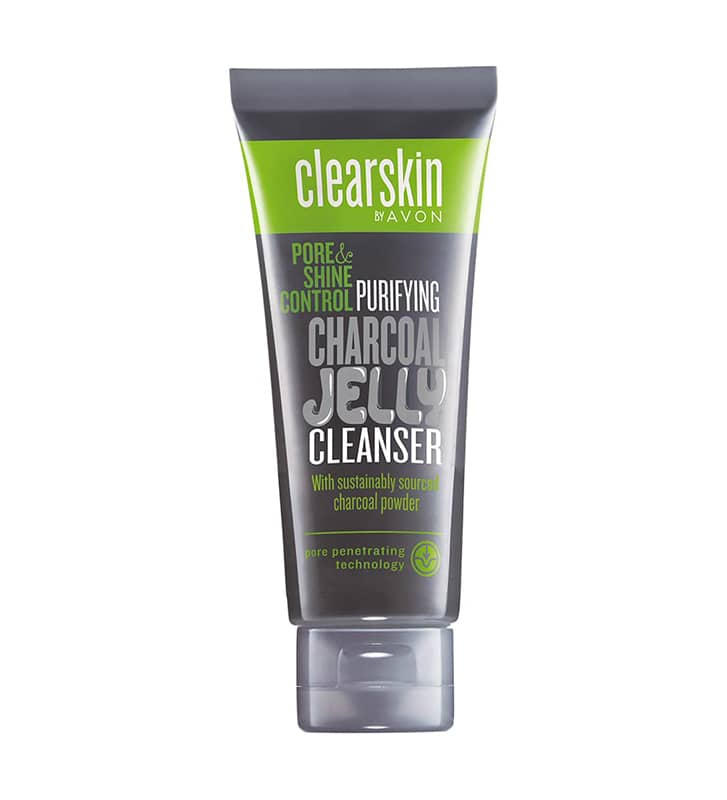 clearskin
BY AVON
PORE &
SHINE
CONTROL PURIFYING
CHARCOAL
JELLY
CLEANSER
With sustainably sourced
charcoal powder
pore penetrating
technology